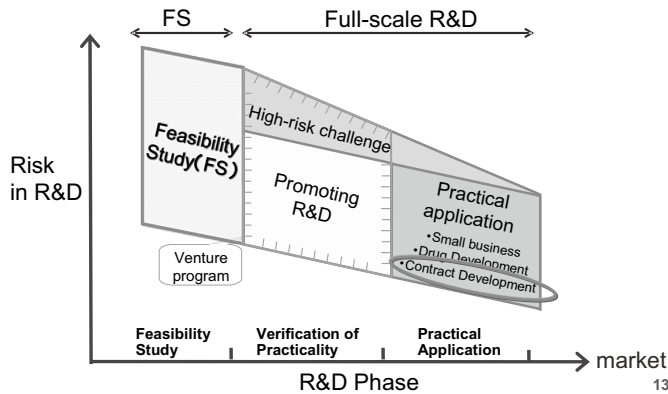 FS
Full-scale R&D
Risk
in R&D
Feasibility
Study(FS)
High-risk challenge
Promoting
R&D
Practical
application
•Small business
•Drug Development
•Contract Development
Venture
program
Feasibility
Study
Verification of
Practicality
Practical
Application
market
R&D Phase
13